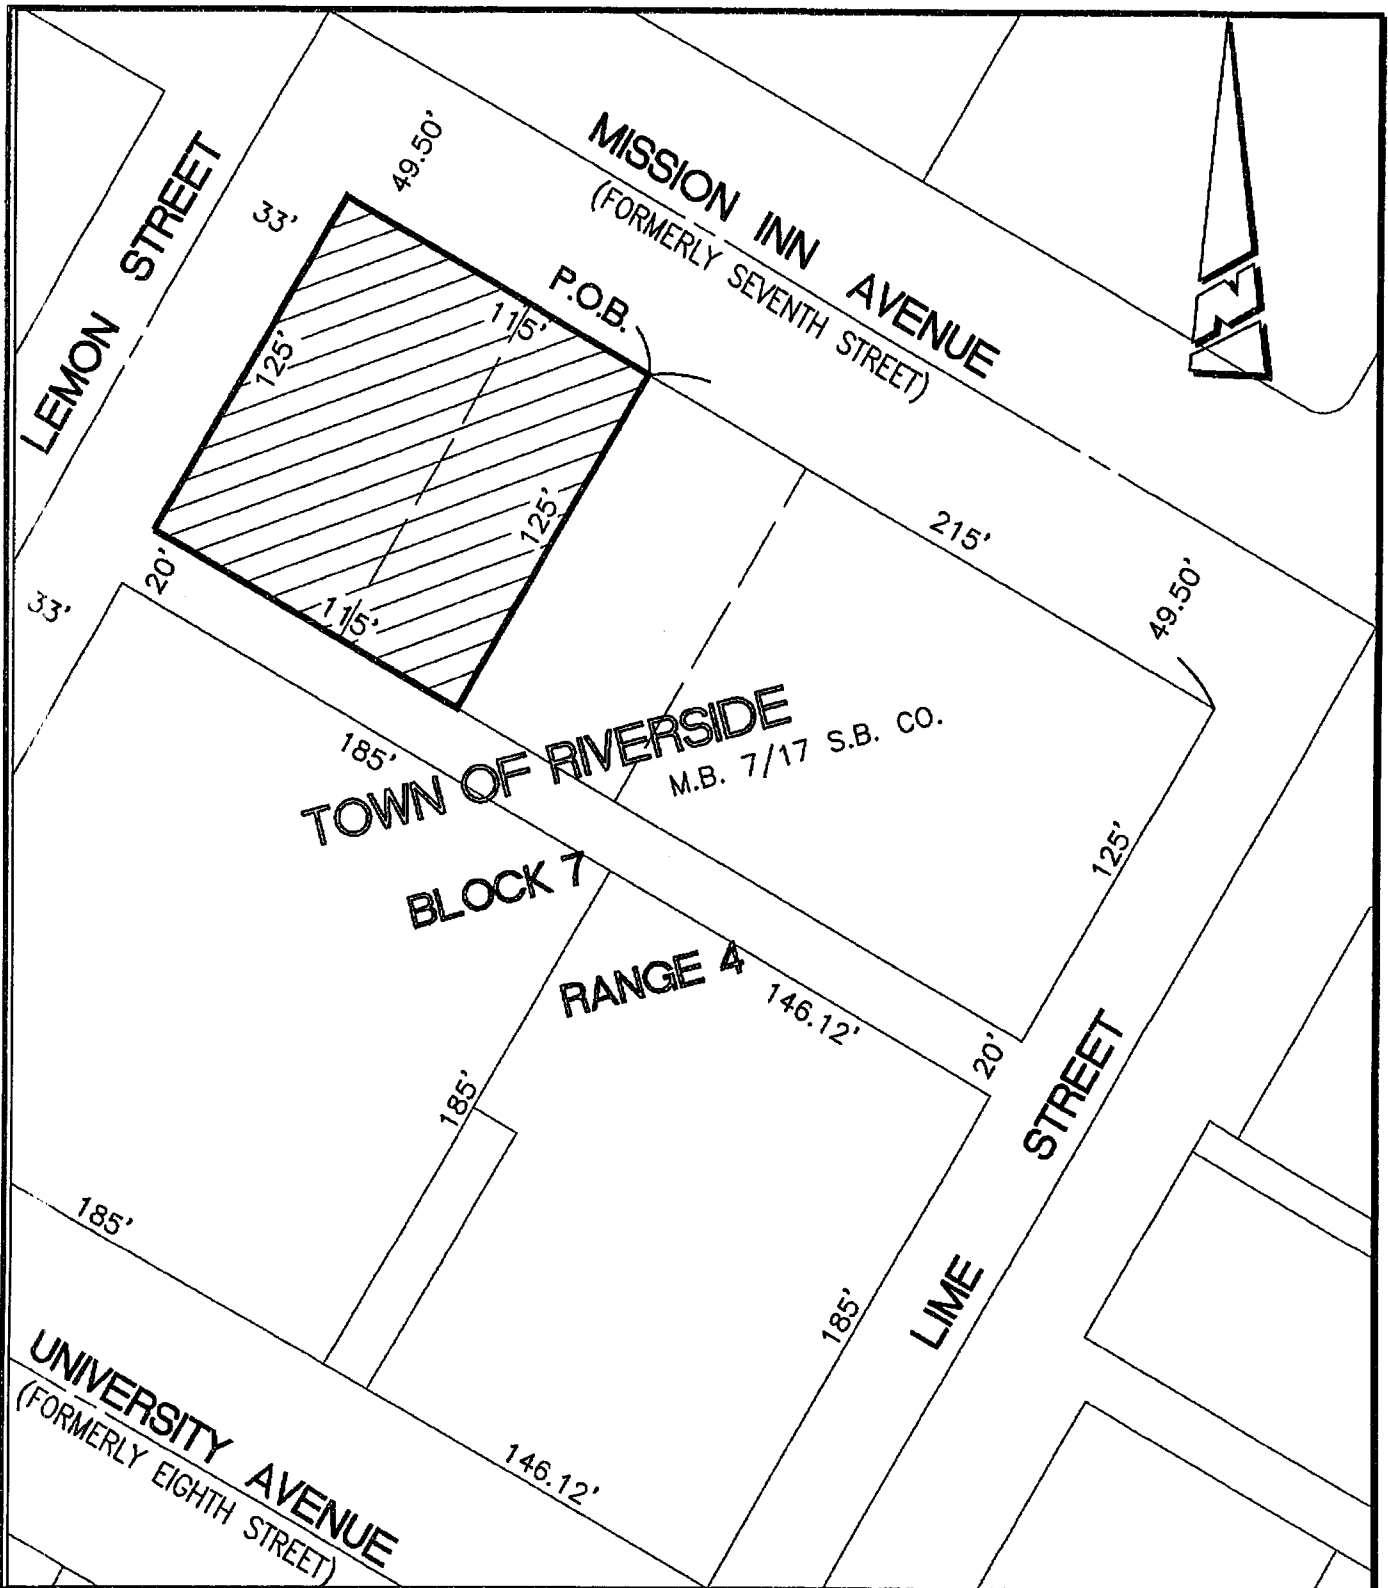 49.50'
33'
LEMON STREET
MISSION INN AVENUE
(FORMERLY SEVENTH STREET)
P.O.B.
115'
125'
125'
115'
20'
33'
215'
49.50'
185'
TOWN OF RIVERSIDE
M.B. 7/17 S.B. CO.
BLOCK 7
RANGE 4
125'
146.12'
20'
185'
LIME STREET
185'
185'
UNIVERSITY AVENUE
(FORMERLY EIGHTH STREET)
146.12'